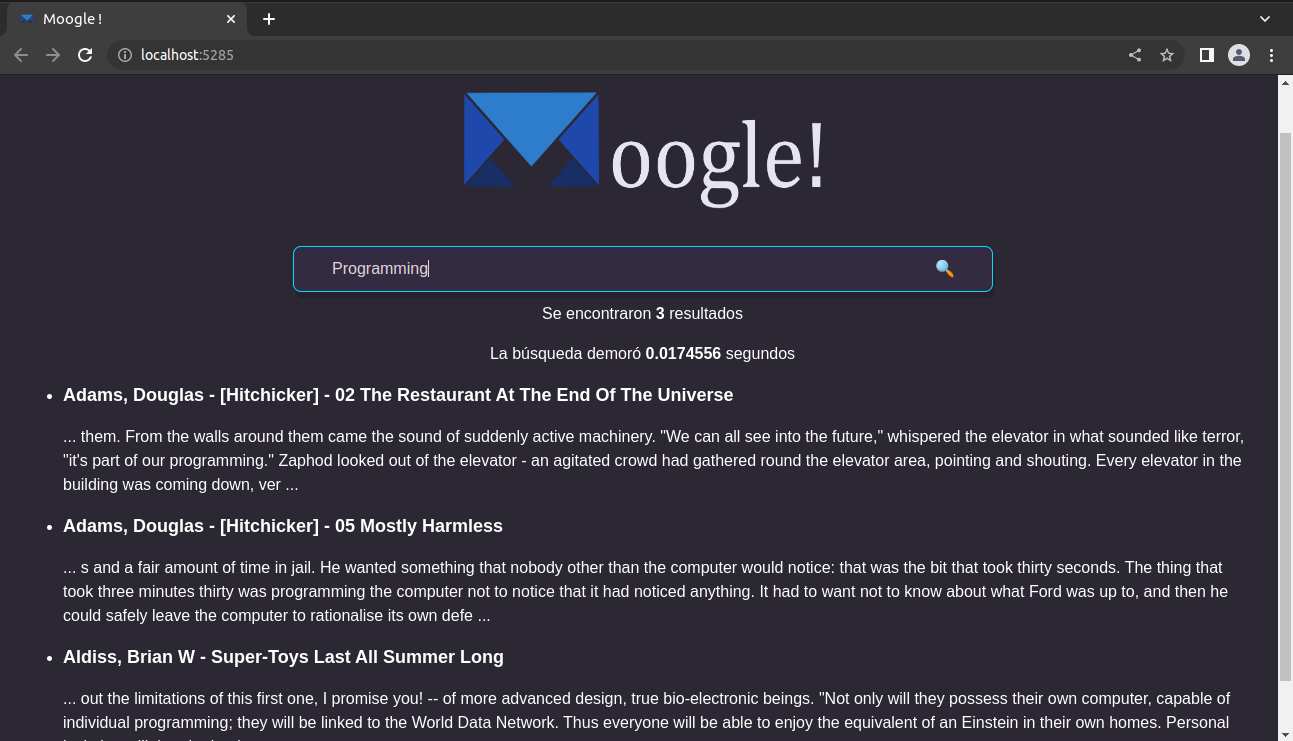 Moogle!
localhost:5285
oogle!
Programming
Se encontraron 3 resultados
La búsqueda demoró 0.0174556 segundos
Adams, Douglas - [Hitchicker] - 02 The Restaurant At The End Of The Universe
... them. From the walls around them came the sound of suddenly active machinery. "We can all see into the future," whispered the elevator in what sounded like terror,
"it's part of our programming." Zaphod looked out of the elevator - an agitated crowd had gathered round the elevator area, pointing and shouting. Every elevator in the
building was coming down, ver ...
Adams, Douglas - [Hitchicker] - 05 Mostly Harmless
... s and a fair amount of time in jail. He wanted something that nobody other than the computer would notice: that was the bit that took thirty seconds. The thing that
took three minutes thirty was programming the computer not to notice that it had noticed anything. It had to want not to know about what Ford was up to, and then he
could safely leave the computer to rationalise its own defe ...
Aldiss, Brian W - Super-Toys Last All Summer Long
... out the limitations of this first one, I promise you! -- of more advanced design, true bio-electronic beings. "Not only will they possess their own computer, capable of
individual programming; they will be linked to the World Data Network. Thus everyone will be able to enjoy the equivalent of an Einstein in their own homes. Personal